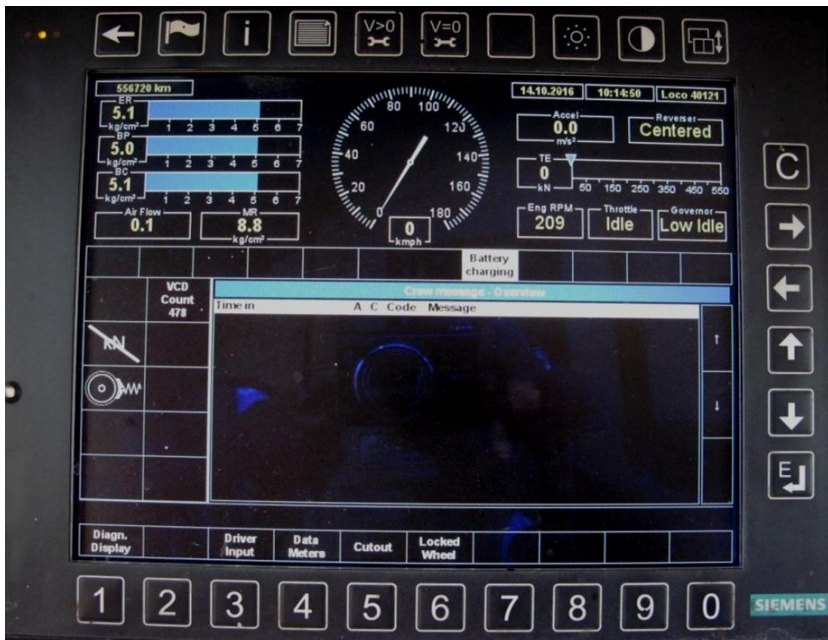 i
V>0
V=0
556720 km
14.10.2016
10:14:50
Loco 40121
ER
5.1
kg/cm²
1 2 3 4 5 6 7
BP
5.0
kg/cm²
1 2 3 4 5 6 7
BC
5.1
kg/cm²
1 2 3 4 5 6 7
Air Flow
0.1
MR
8.8
kg/cm²
0 20 40 60 80 100 120 140 160 180
0
kmph
Accel
0.0
m/s²
Reverser
Centered
TE
0
kN
50 150 250 350 450 550
Eng RPM
209
Throttle
Idle
Governor
Low Idle
C
Battery
charging
VCD
Count
478
Crew message - Overview
Time in A C Code Message
kN
E
Diagn.
Display
Driver
Input
Data
Meters
Cutout
Locked
Wheel
1 2 3 4 5 6 7 8 9 0
SIEMENS